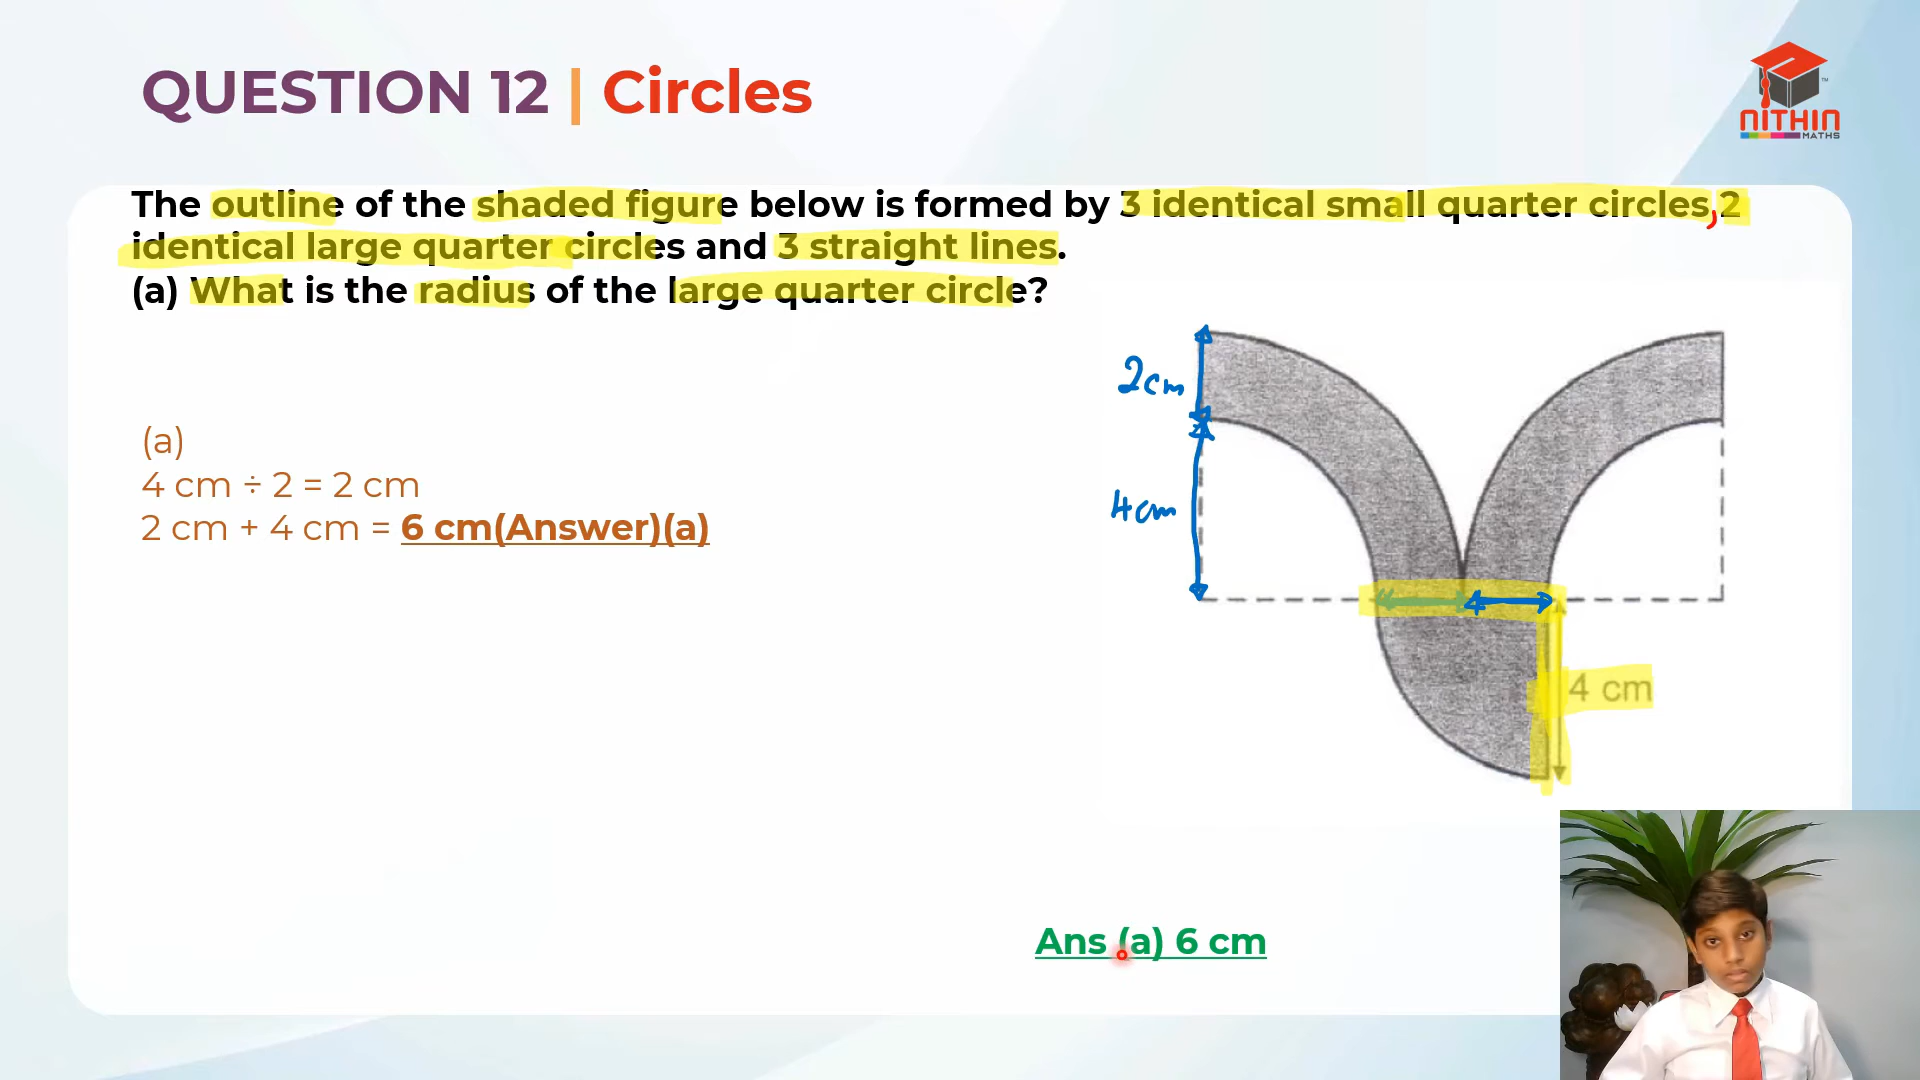 QUESTION 12 | Circles
NITHIN
MATHS
TM
The outline of the shaded figure below is formed by 3 identical small quarter circles, 2
identical large quarter circles and 3 straight lines.
(a) What is the radius of the large quarter circle?
2cm
4cm
4 cm
(a)
4 cm ÷ 2 = 2 cm
2 cm + 4 cm = 6 cm(Answer)(a)
Ans (a) 6 cm